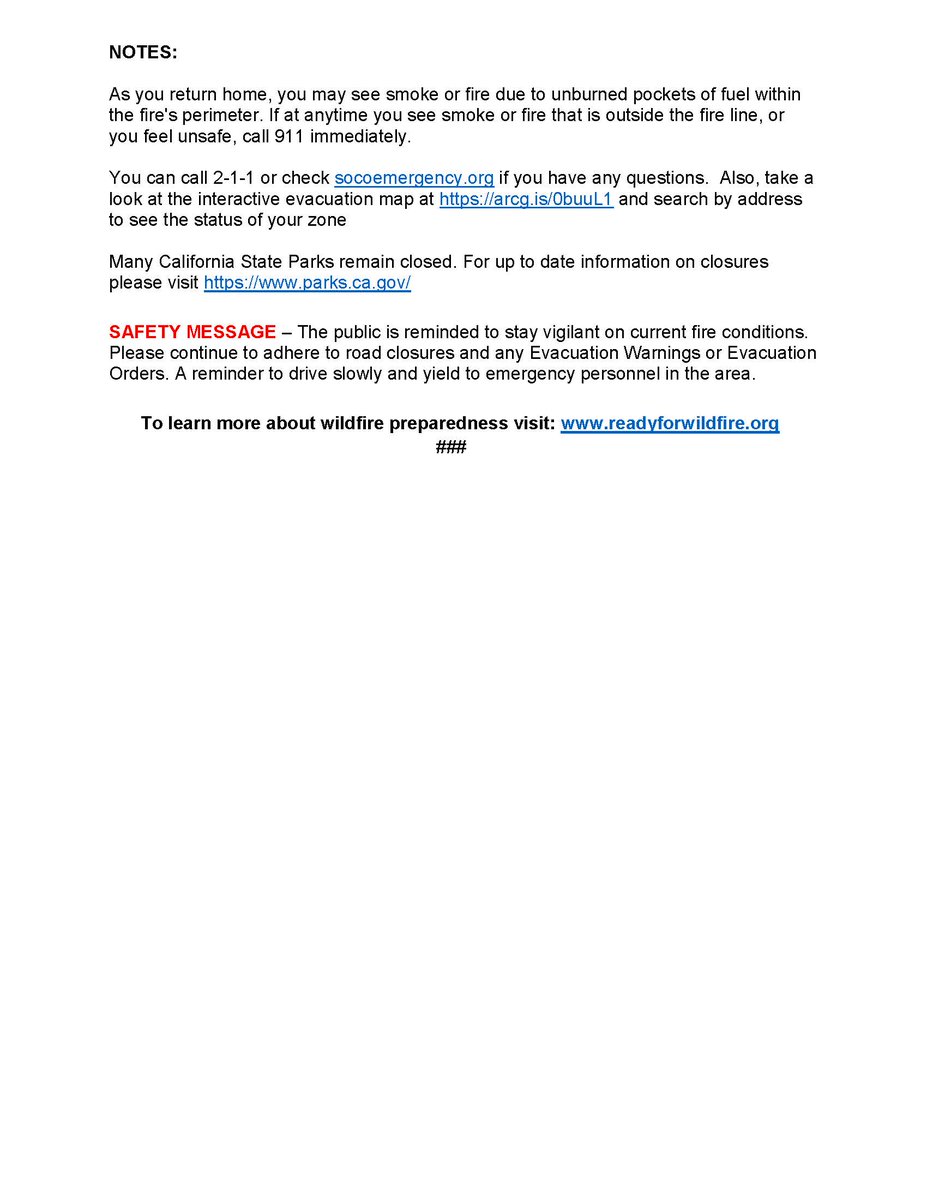 NOTES:
As you return home, you may see smoke or fire due to unburned pockets of fuel within
the fire's perimeter. If at anytime you see smoke or fire that is outside the fire line, or
you feel unsafe, call 911 immediately.
You can call 2-1-1 or check socoemergency.org if you have any questions.  Also, take a
look at the interactive evacuation map at https://arcg.is/0buuL1 and search by address
to see the status of your zone
Many California State Parks remain closed. For up to date information on closures
please visit https://www.parks.ca.gov/
SAFETY MESSAGE – The public is reminded to stay vigilant on current fire conditions.
Please continue to adhere to road closures and any Evacuation Warnings or Evacuation
Orders. A reminder to drive slowly and yield to emergency personnel in the area.
To learn more about wildfire preparedness visit: www.readyforwildfire.org
###